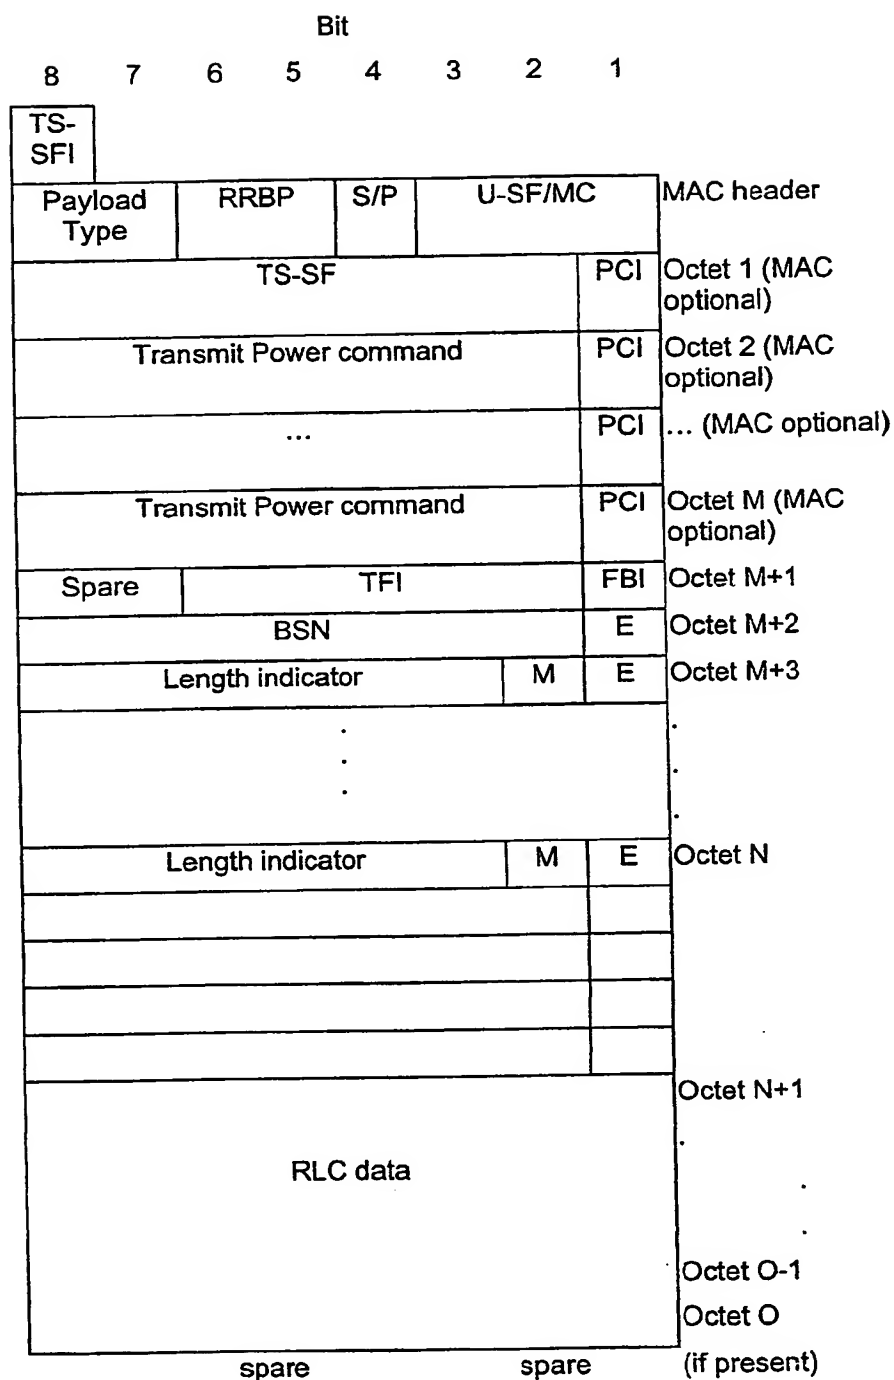 Bit
8 7 6 5 4 3 2 1
TS-
SFI
Payload Type RRBP S/P U-SF/MC MAC header
TS-SF PCI Octet 1 (MAC optional)
Transmit Power command PCI Octet 2 (MAC optional)
... PCI ... (MAC optional)
Transmit Power command PCI Octet M (MAC optional)
Spare TFI FBI Octet M+1
BSN E Octet M+2
Length indicator M E Octet M+3
.
.
.
Length indicator M E Octet N
Octet N+1
RLC data
Octet O-1
Octet O
spare spare (if present)